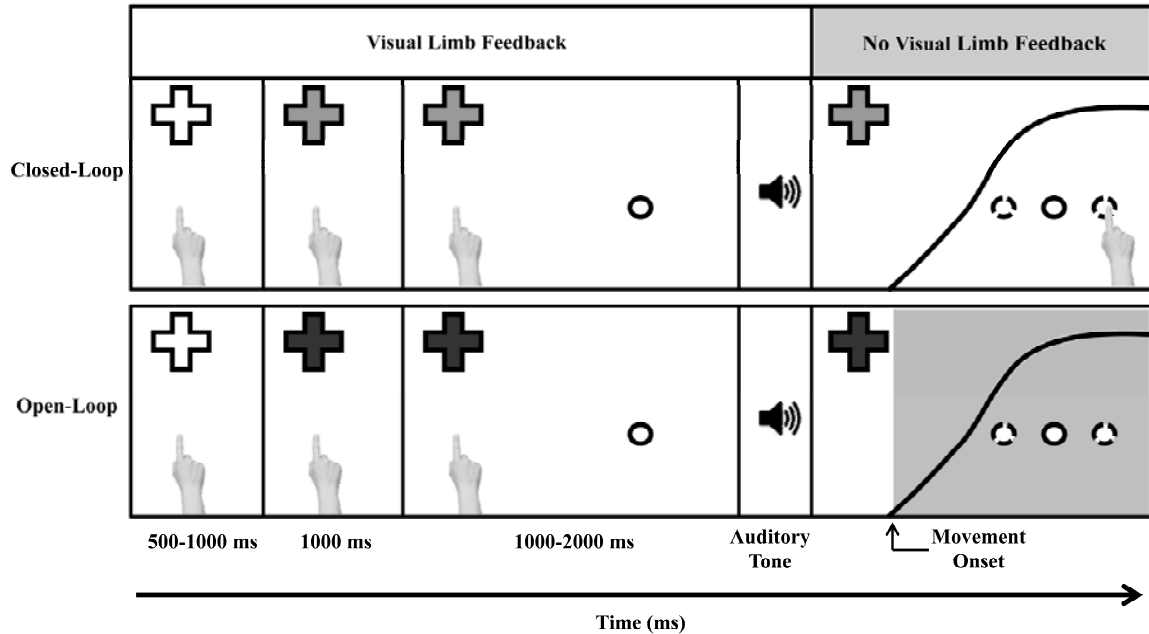 Visual Limb Feedback
No Visual Limb Feedback
Closed-Loop
Open-Loop
500-1000 ms
1000 ms
1000-2000 ms
Auditory
Tone
Movement
Onset
Time (ms)